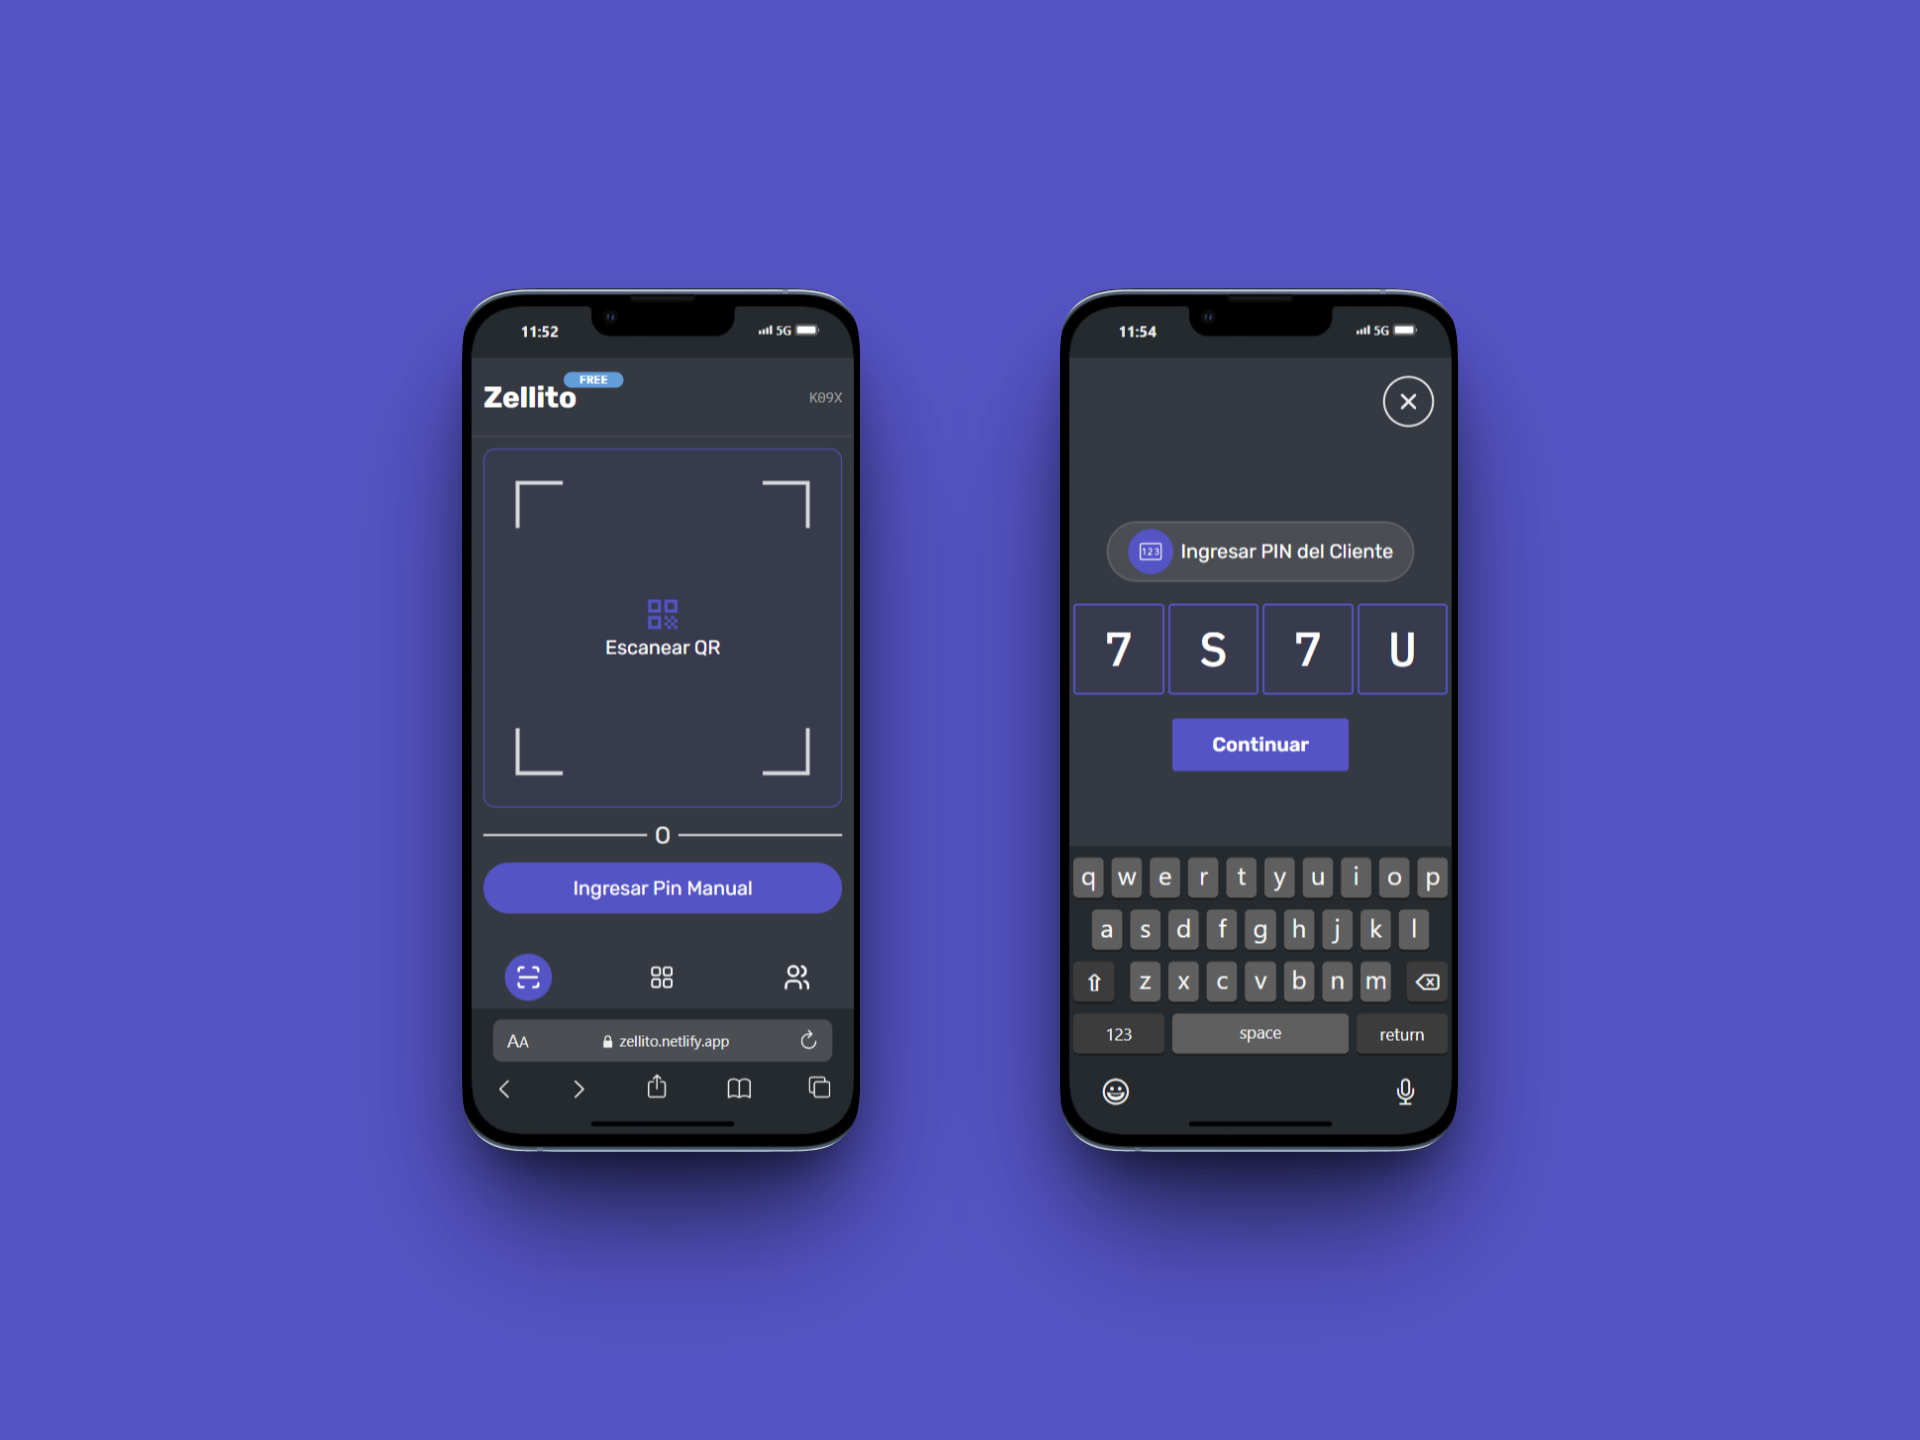 11:52
5G
FREE
Zellito
K09X
Escanear QR
O
Ingresar Pin Manual
AA
zellito.netlify.app
11:54
5G
123
Ingresar PIN del Cliente
7 S 7 U
Continuar
q w e r t y u i o p
a s d f g h j k l
z x c v b n m
123 space return